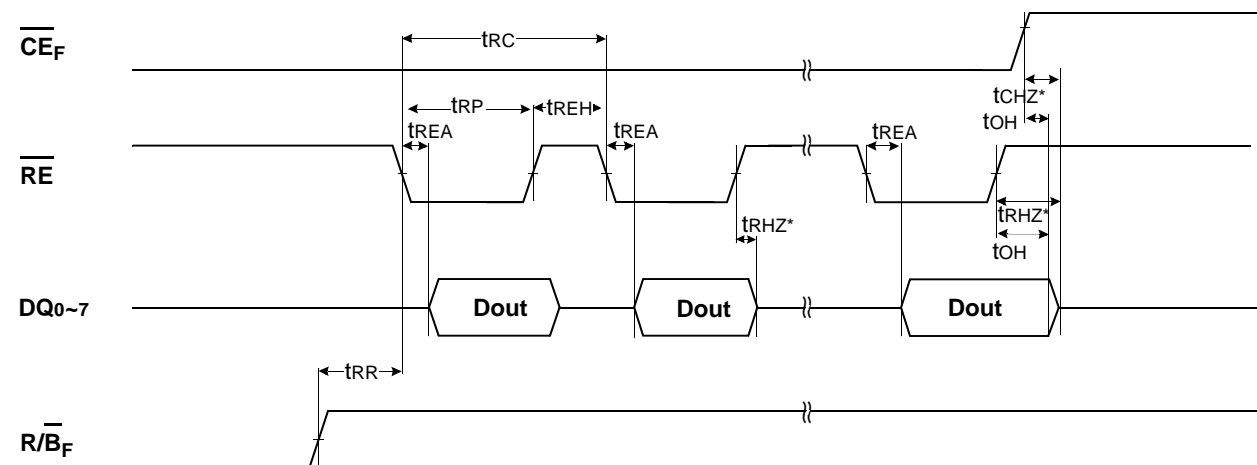 CEF
tRC
tCHZ*
tRP
tREH
tOH
tREA
tREA
tREA
RE
tRHZ*
tRHZ*
tOH
DQ0~7
Dout
Dout
Dout
tRR
R/BF